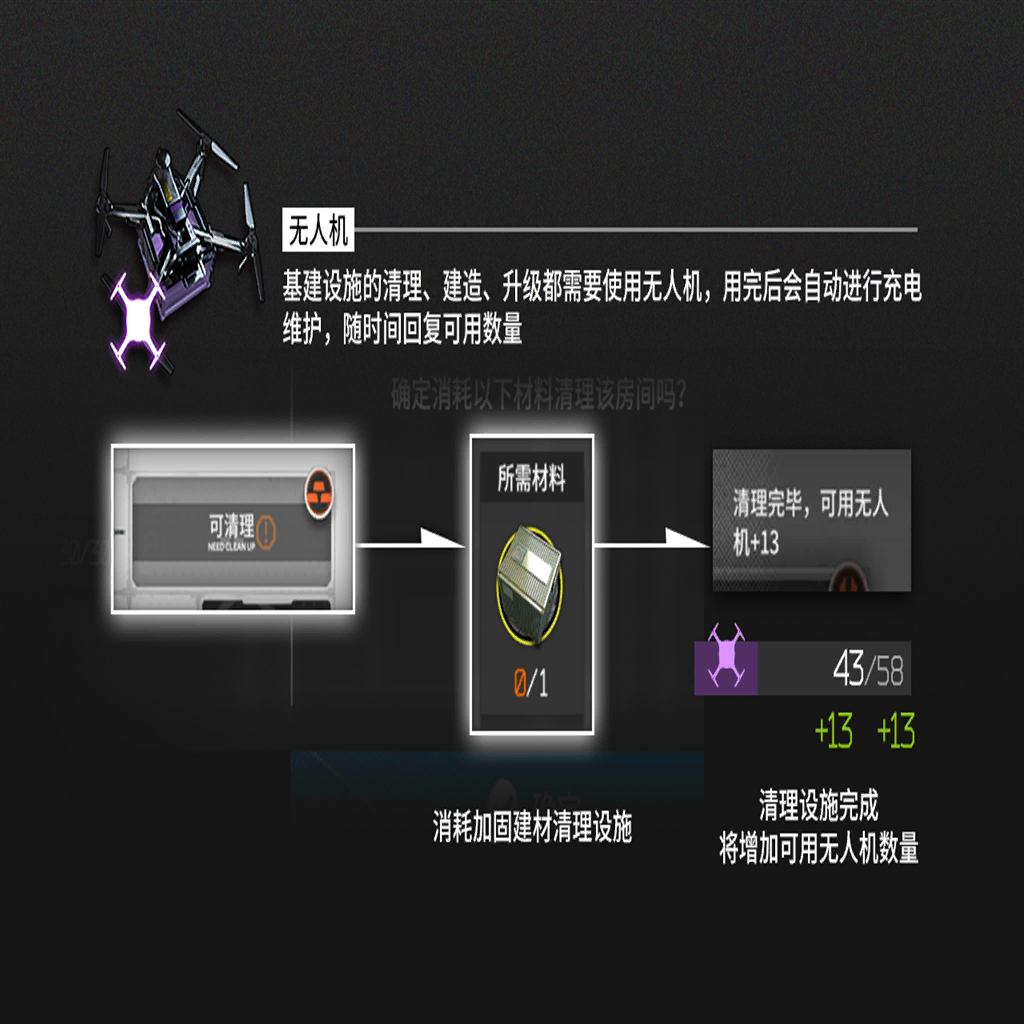 无人机
基建设施的清理、建造、升级都需要使用无人机，用完后会自动进行充电
维护，随时间回复可用数量
确定消耗以下材料清理该房间吗？
可清理
NEED CLEAN UP
所需材料
0/1
清理完毕，可用无人
机+13
43/58
+13 +13
消耗加固建材清理设施
清理设施完成
将增加可用无人机数量